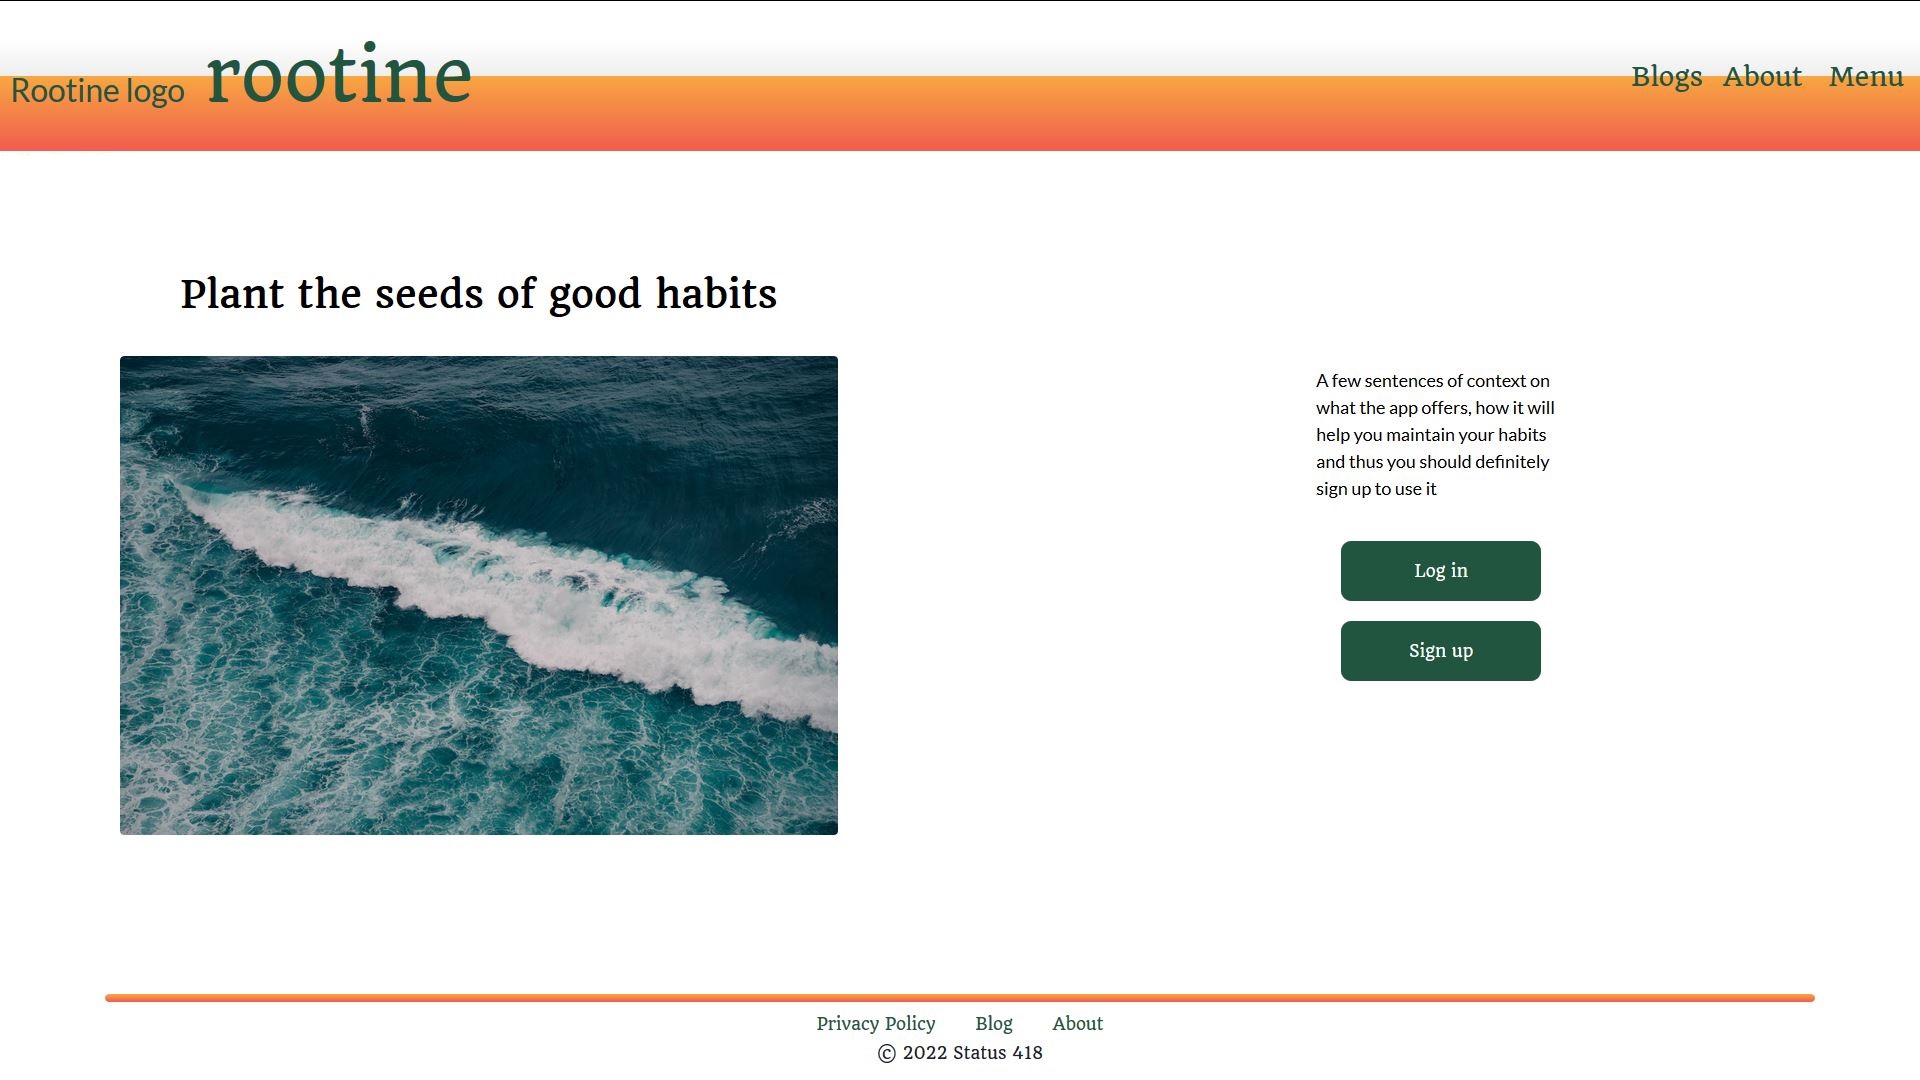 Rootine logo rootine Blogs About Menu
Plant the seeds of good habits
A few sentences of context on
what the app offers, how it will
help you maintain your habits
and thus you should definitely
sign up to use it
Log in
Sign up
Privacy Policy Blog About
© 2022 Status 418